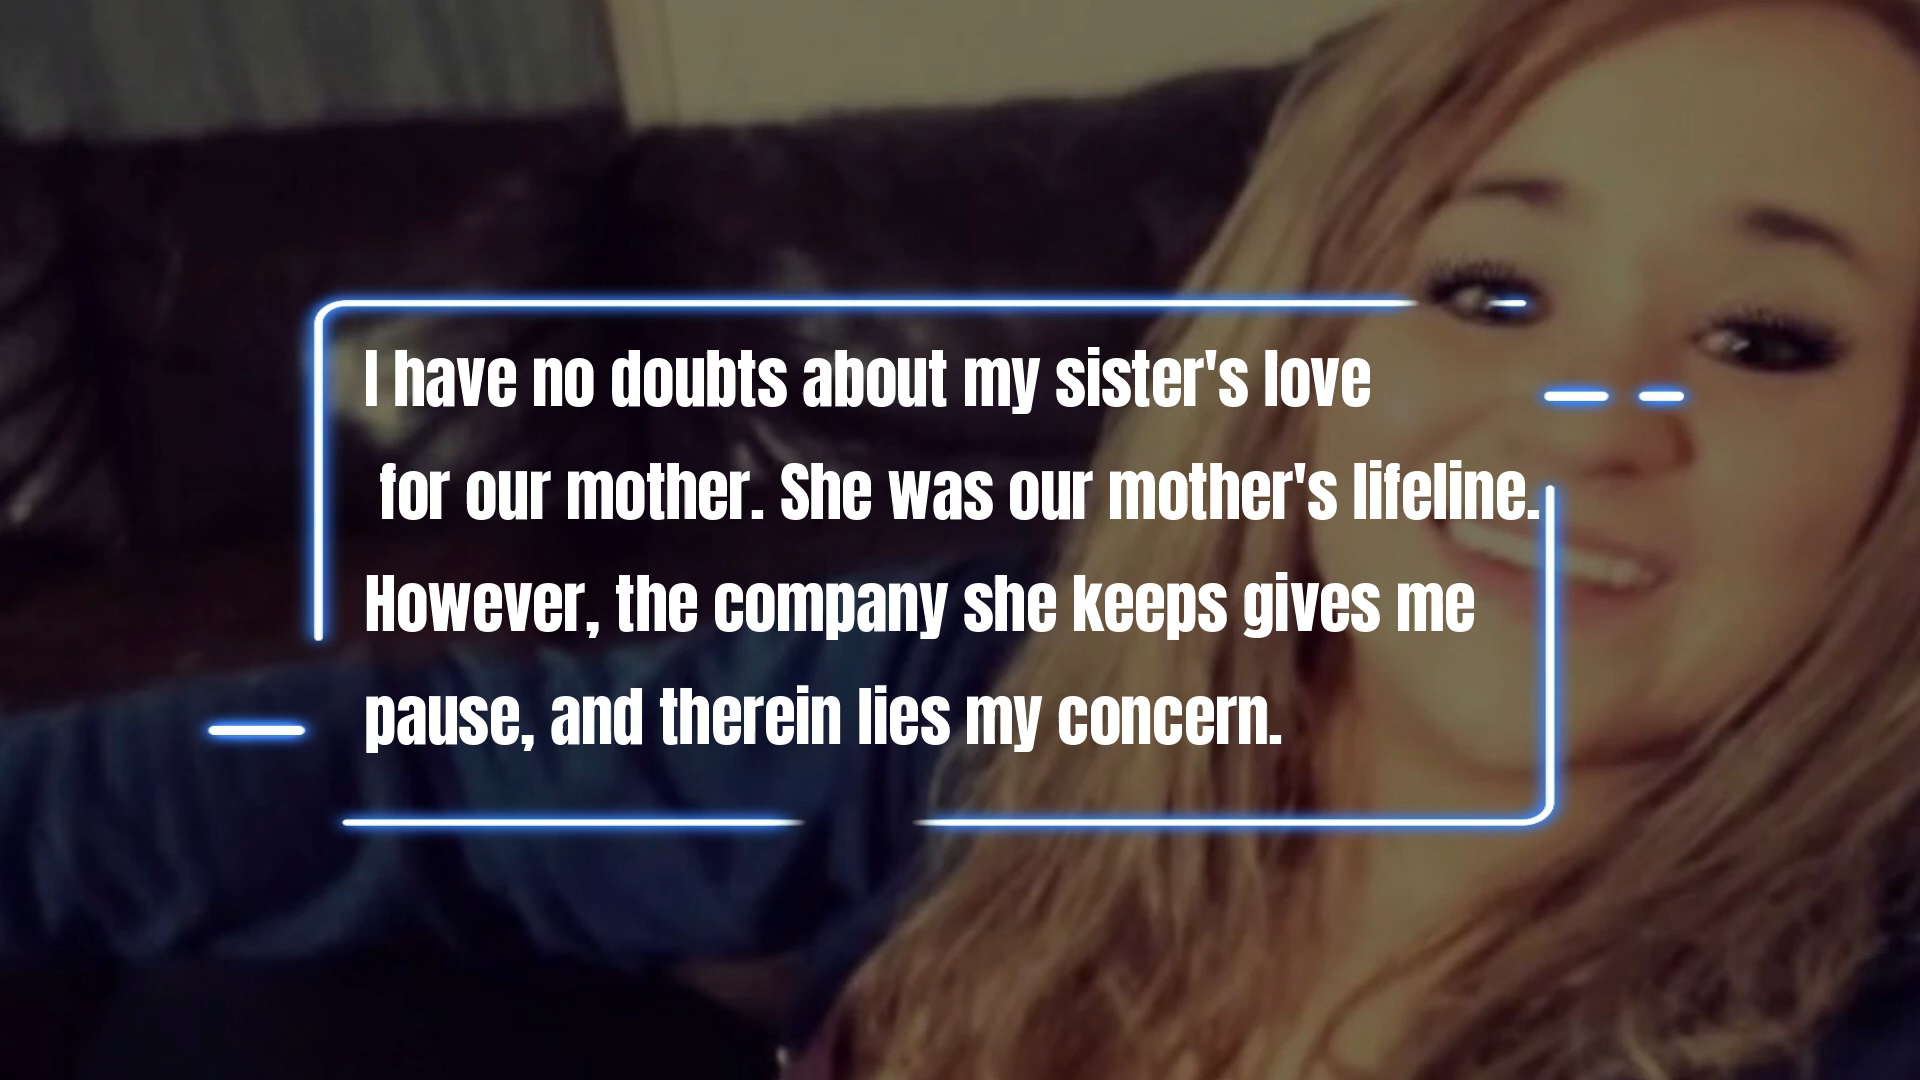 I have no doubts about my sister's love
for our mother. She was our mother's lifeline.
However, the company she keeps gives me
pause, and therein lies my concern.